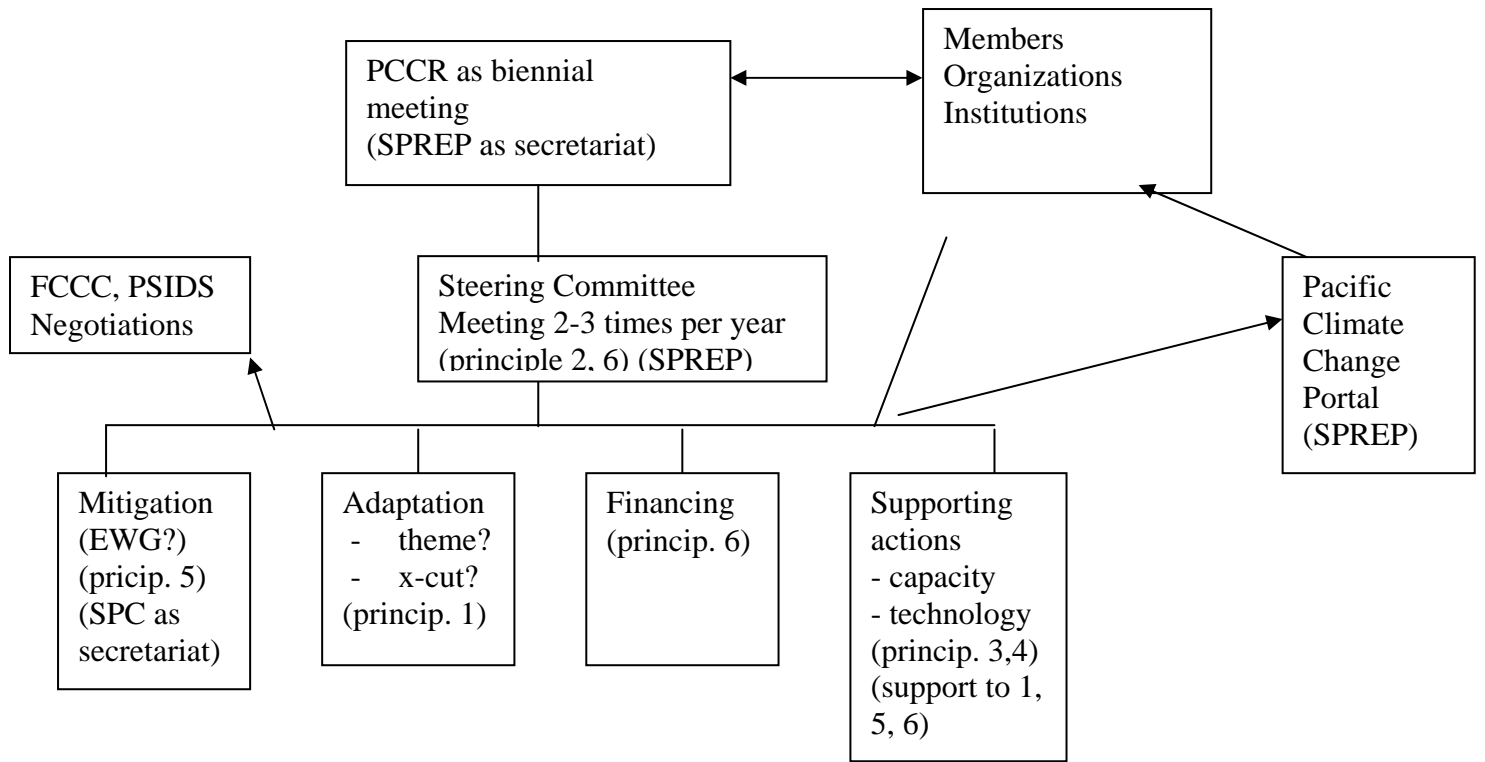 PCCR as biennial
meeting
(SPREP as secretariat)
Members
Organizations
Institutions
FCCC, PSIDS
Negotiations
Steering Committee
Meeting 2-3 times per year
(principle 2, 6) (SPREP)
Pacific
Climate
Change
Portal
(SPREP)
Mitigation
(EWG?)
(pricip. 5)
(SPC as
secretariat)
Adaptation
- theme?
- x-cut?
(princip. 1)
Financing
(princip. 6)
Supporting
actions
- capacity
- technology
(princip. 3,4)
(support to 1,
5, 6)